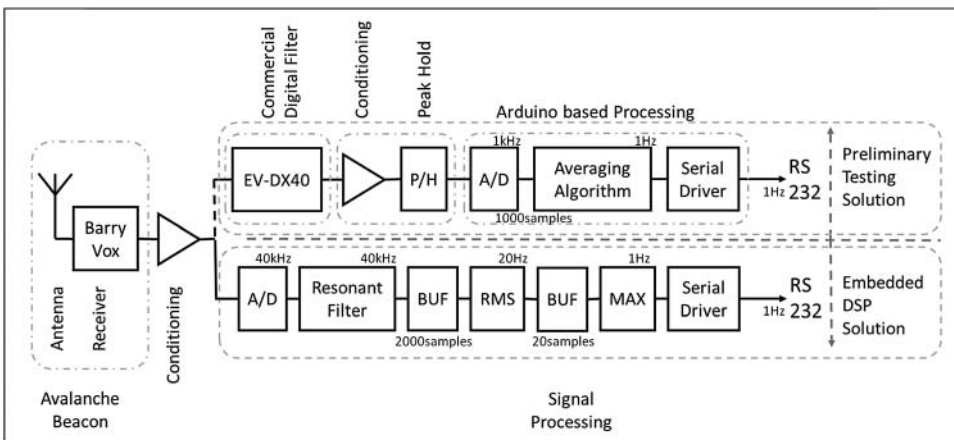 Commercial
Digital Filter
Conditioning
Peak Hold
Arduino based Processing
1kHz
1Hz
EV-DX40
P/H
A/D
Averaging
Algorithm
Serial
Driver
RS
1Hz 232
1000samples
Preliminary
Testing
Solution
Barry
Vox
Antenna
Receiver
Conditioning
Avalanche
Beacon
40kHz
40kHz
20Hz
1Hz
A/D
Resonant
Filter
BUF
RMS
BUF
MAX
Serial
Driver
RS
1Hz 232
2000samples
20samples
Embedded
DSP
Solution
Signal
Processing